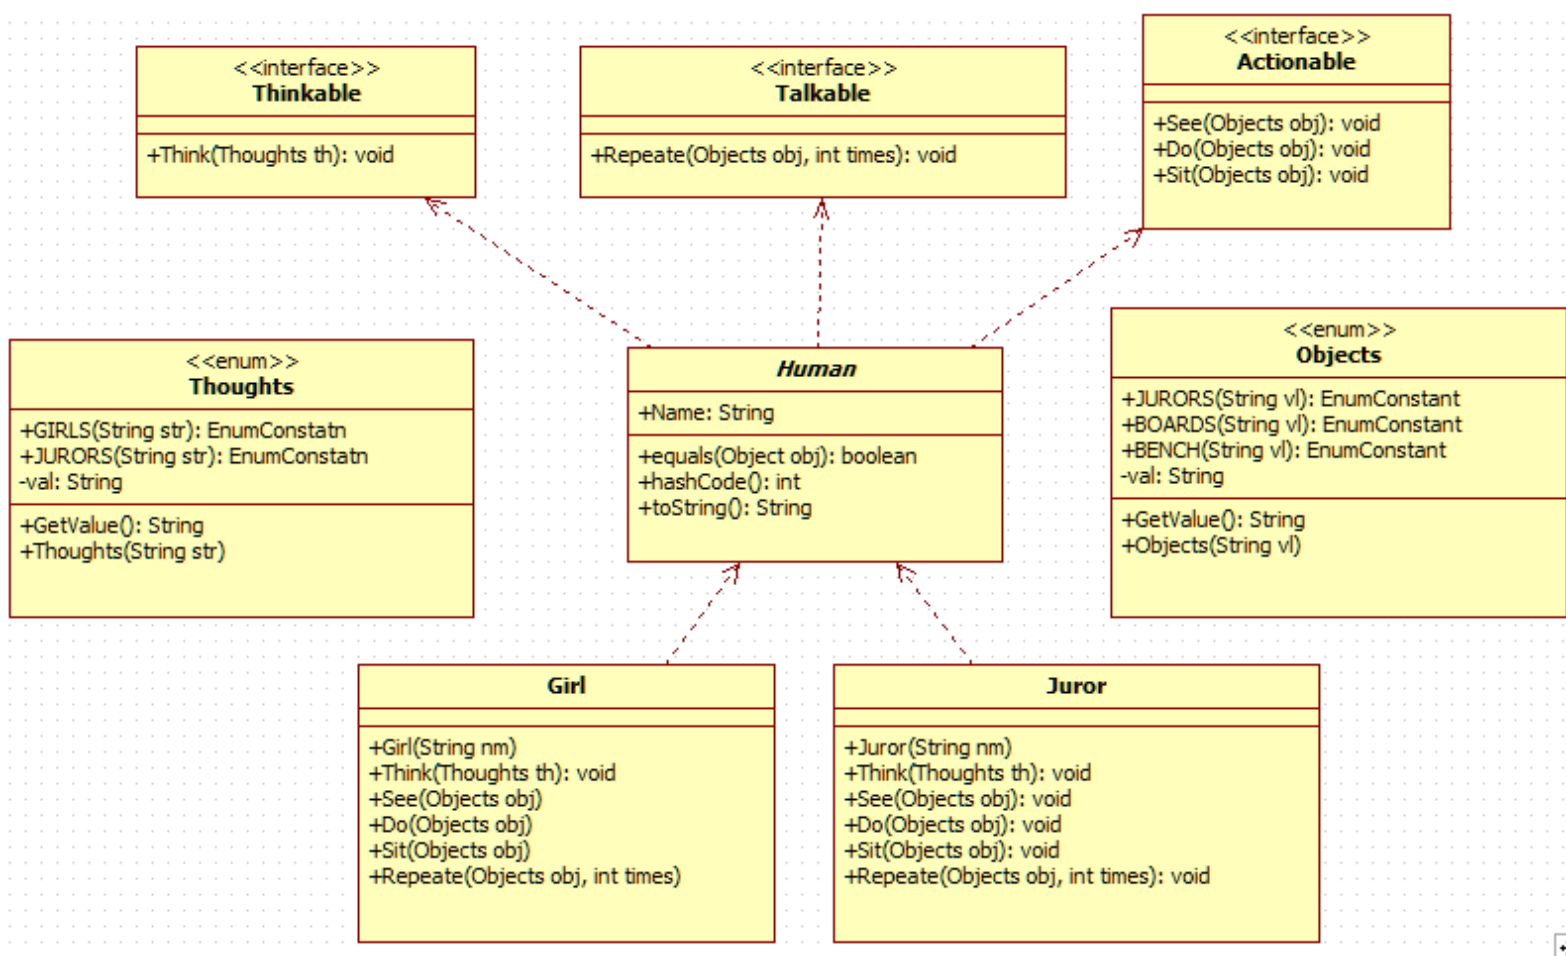 <<interface>>
Thinkable
+Think(Thoughts th): void
<<interface>>
Talkable
+Repeate(Objects obj, int times): void
<<interface>>
Actionable
+See(Objects obj): void
+Do(Objects obj): void
+Sit(Objects obj): void
<<enum>>
Thoughts
+GIRLS(String str): EnumConstatn
+JURORS(String str): EnumConstatn
-val: String
+GetValue(): String
+Thoughts(String str)
Human
+Name: String
+equals(Object obj): boolean
+hashCode(): int
+toString(): String
<<enum>>
Objects
+JURORS(String vl): EnumConstant
+BOARDS(String vl): EnumConstant
+BENCH(String vl): EnumConstant
-val: String
+GetValue(): String
+Objects(String vl)
Girl
+Girl(String nm)
+Think(Thoughts th): void
+See(Objects obj)
+Do(Objects obj)
+Sit(Objects obj)
+Repeate(Objects obj, int times)
Juror
+Juror(String nm)
+Think(Thoughts th): void
+See(Objects obj): void
+Do(Objects obj): void
+Sit(Objects obj): void
+Repeate(Objects obj, int times): void